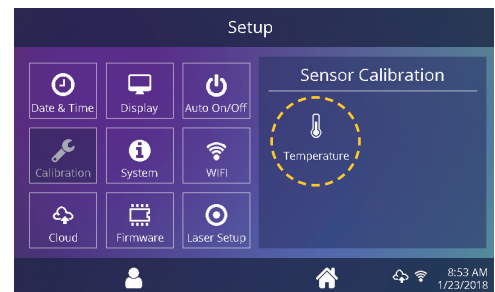 Setup
Date & Time
Display
Auto On/Off
Calibration
System
WIFI
Cloud
Firmware
Laser Setup
Sensor Calibration
Temperature
8:53 AM
1/23/2018